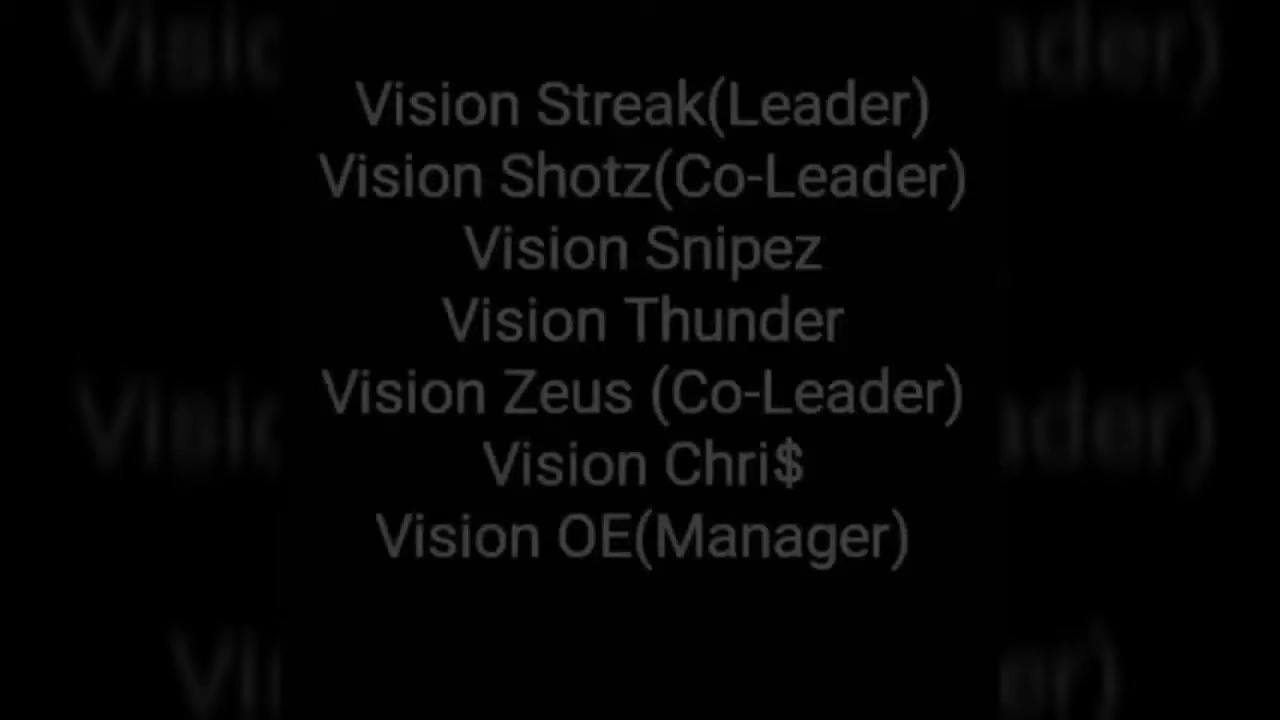 Vision Streak(Leader)
Vision Shotz(Co-Leader)
Vision Snipez
Vision Thunder
Vision Zeus (Co-Leader)
Vision Chri$
Vision OE(Manager)